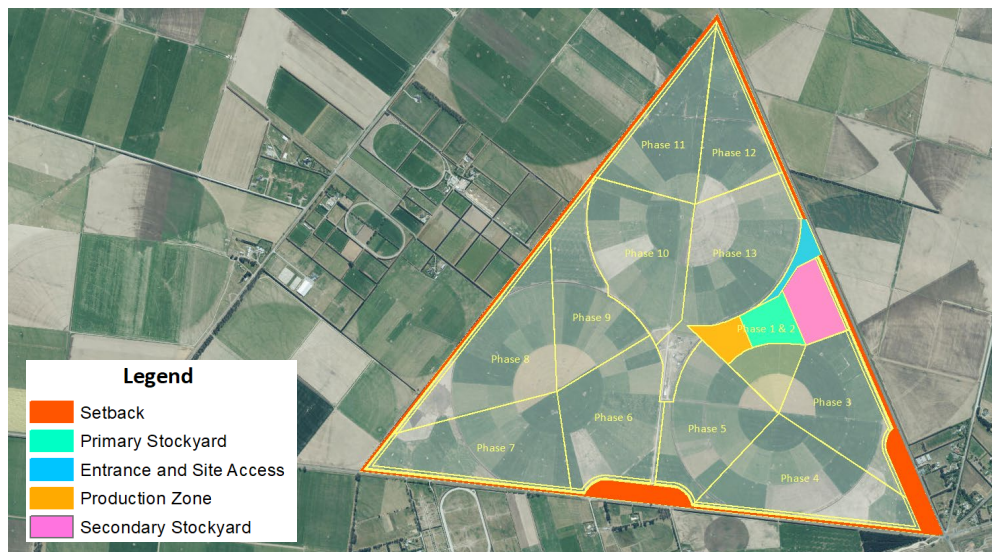 Phase 11
Phase 12
Phase 10
Phase 13
Phase 9
Phase 1 & 2
Phase 8
Phase 3
Phase 6
Phase 5
Phase 7
Phase 4
Legend
Setback
Primary Stockyard
Entrance and Site Access
Production Zone
Secondary Stockyard